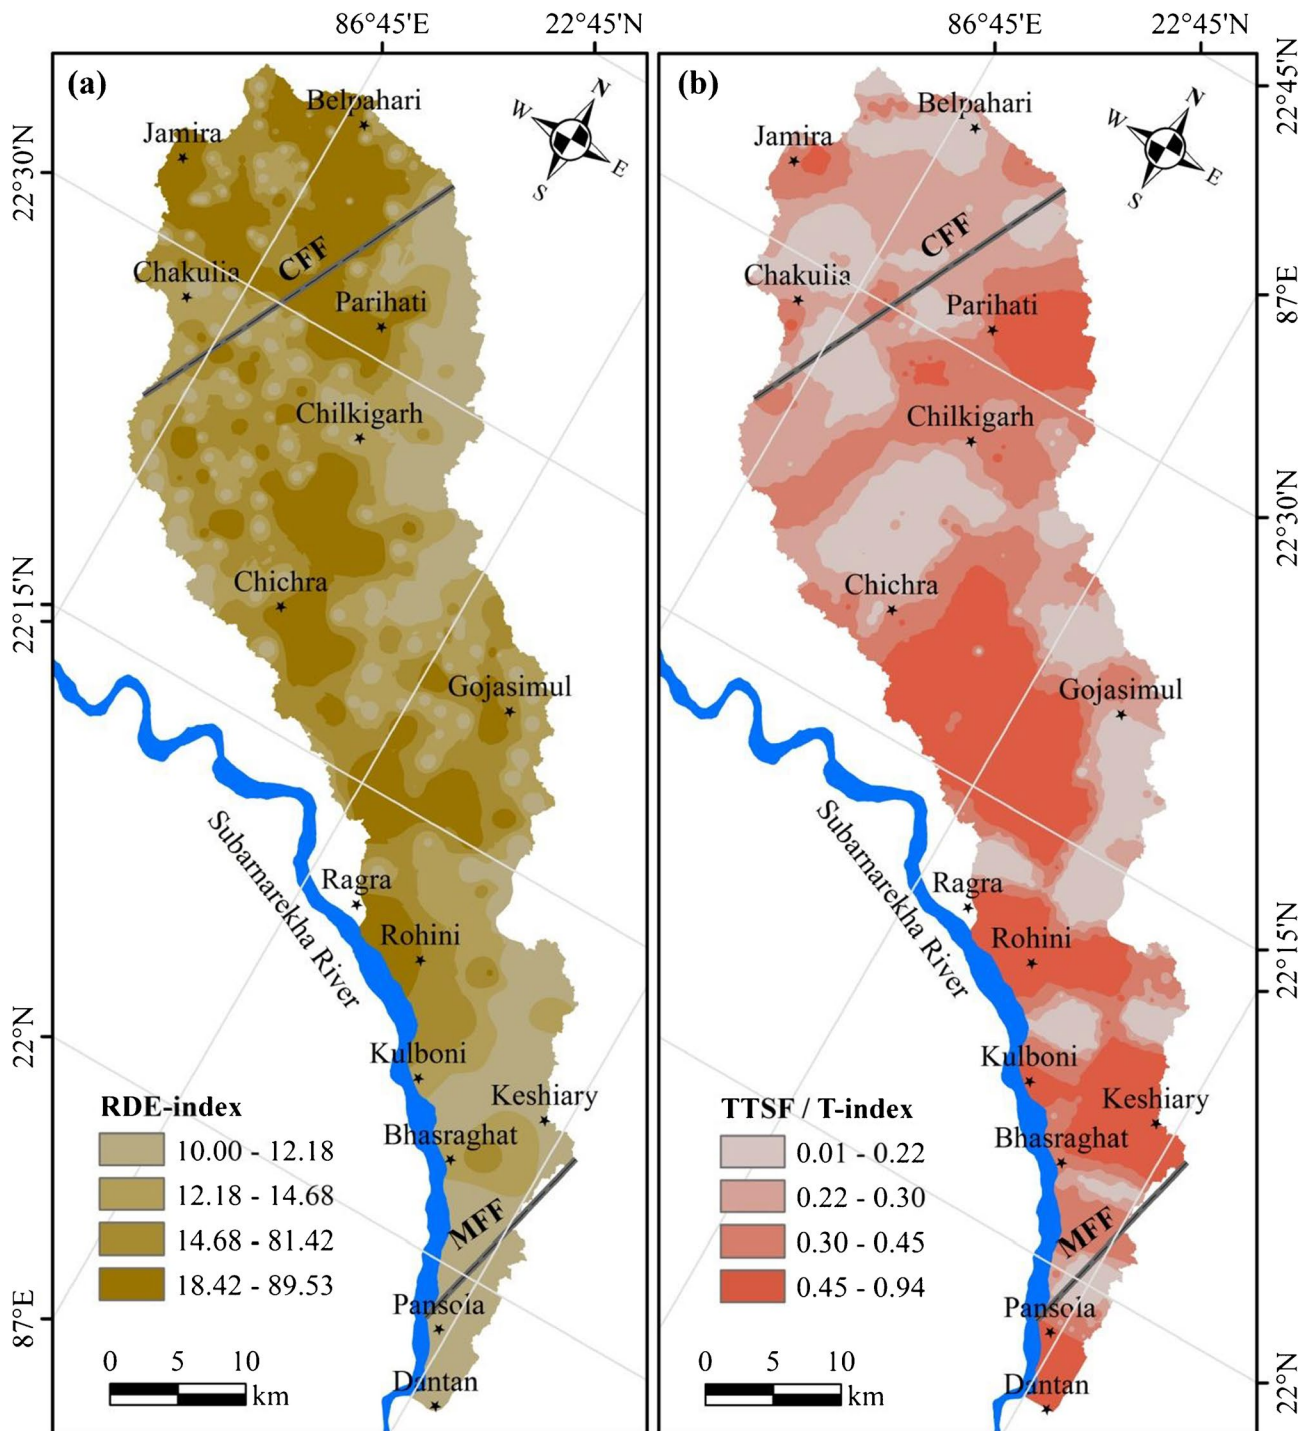 86°45'E
22°45'N
86°45'E
22°45'N
(a)
Belpahari
N
W
E
S
Jamira
CFF
Chakulia
Parihati
Chilkigarh
Chichra
Gojasimul
Subarnarekha River
Ragra
Rohini
Kulboni
Keshiary
Bhasraghat
MFF
Pansola
Dantan
RDE-index
10.00 - 12.18
12.18 - 14.68
14.68 - 81.42
18.42 - 89.53
0 5 10
km
22°30'N
22°15'N
22°N
87°E
(b)
Belpahari
N
W
E
S
Jamira
CFF
Chakulia
Parihati
Chilkigarh
Chichra
Gojasimul
Subarnarekha River
Ragra
Rohini
Kulboni
Keshiary
Bhasraghat
MFF
Pansola
Dantan
TTSF / T-index
0.01 - 0.22
0.22 - 0.30
0.30 - 0.45
0.45 - 0.94
0 5 10
km
22°45'N
87°E
22°30'N
22°15'N
22°N